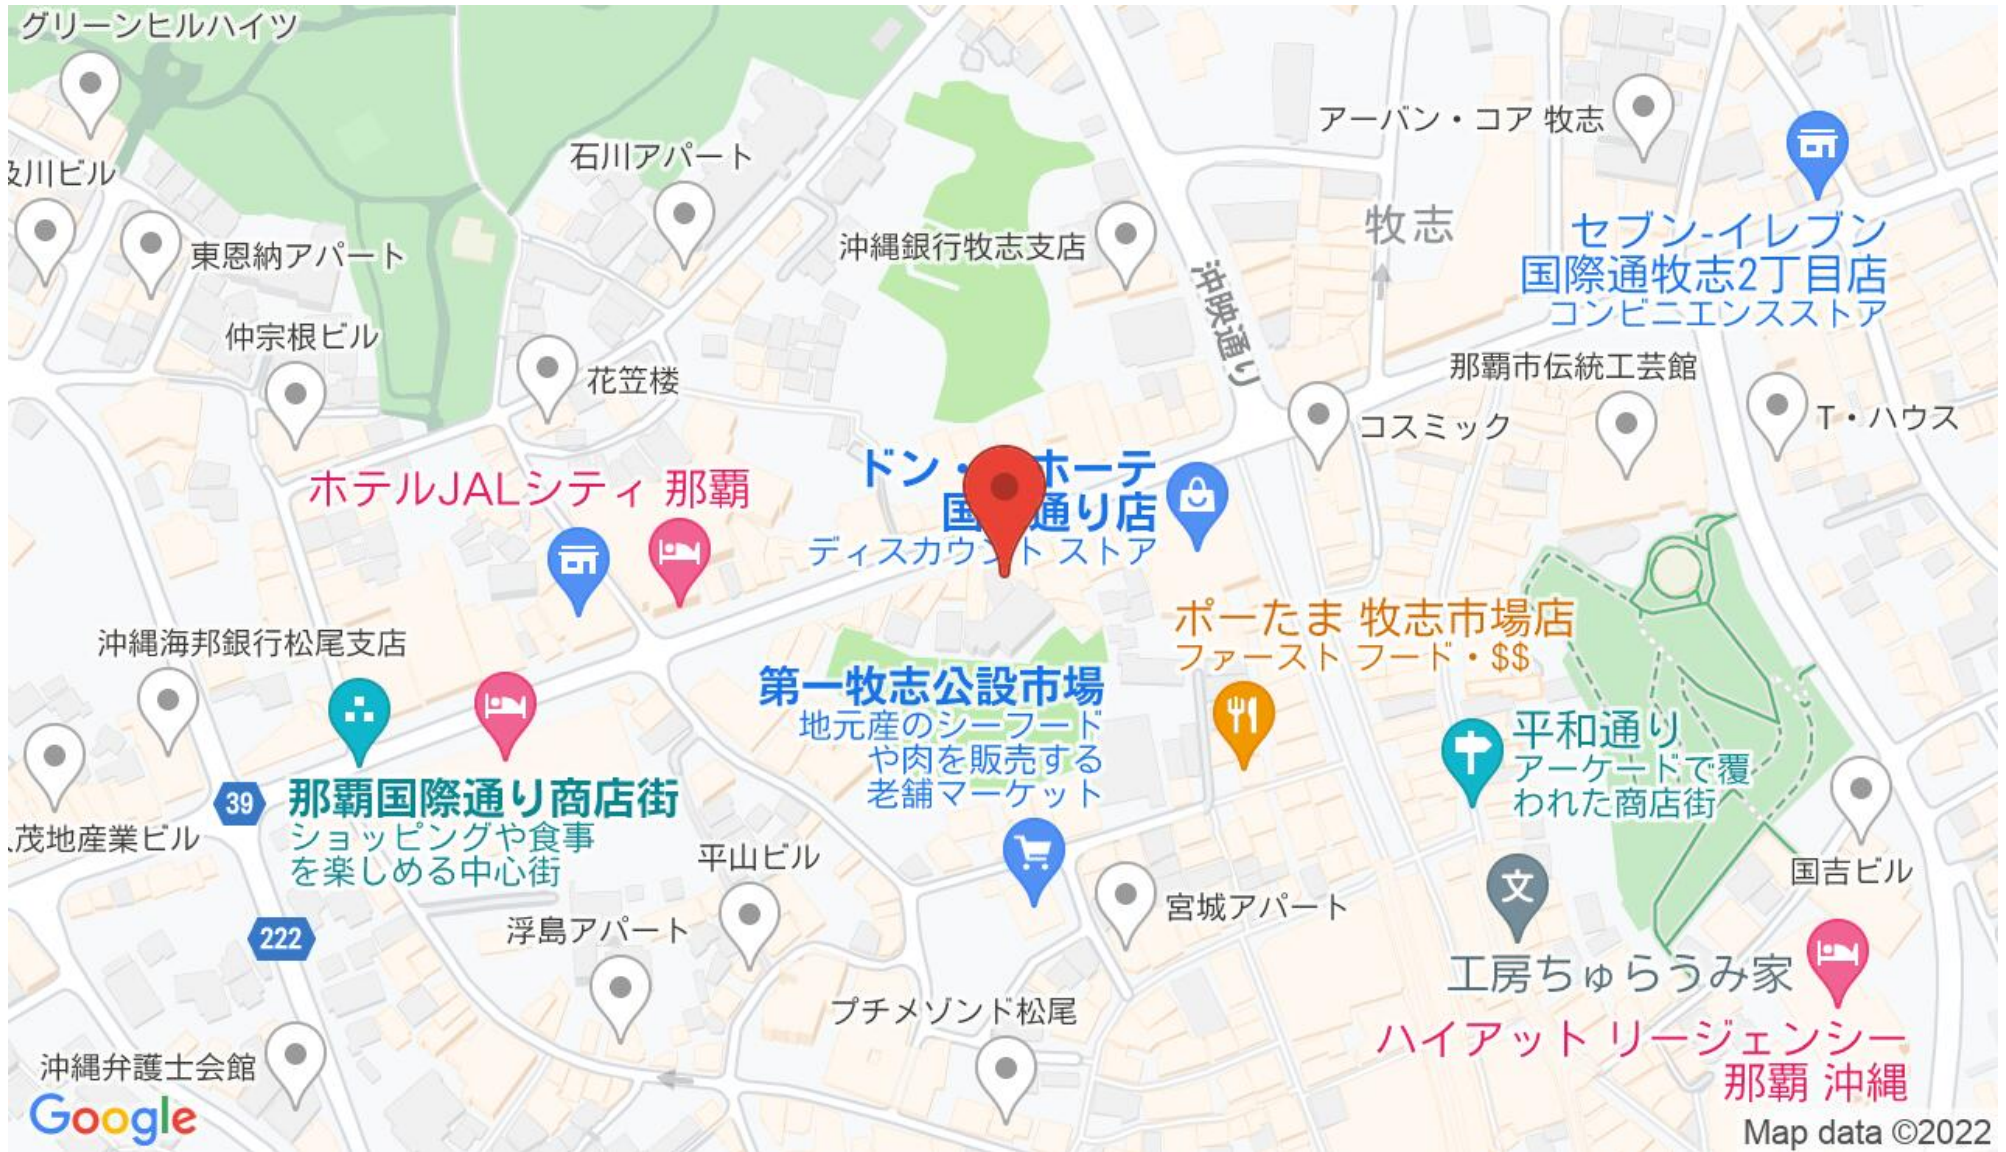 グリーンヒルハイツ
川ビル
東恩納アパート
石川アパート
アーバン・コア 牧志
沖縄銀行牧志支店
牧志
沖映通り
セブン-イレブン
国際通牧志2丁目店
コンビニエンスストア
仲宗根ビル
花笠楼
那覇市伝統工芸館
コスミック
T・ハウス
ホテルJALシティ 那覇
ドン・ホーテ
国通り店
ディスカウント ストア
ポーたま 牧志市場店
ファースト フード・$$
沖縄海邦銀行松尾支店
第一牧志公設市場
地元産のシーフード
や肉を販売する
老舗マーケット
平和通り
アーケードで覆
われた商店街
39
那覇国際通り商店街
ショッピングや食事
を楽しめる中心街
茂地産業ビル
平山ビル
国吉ビル
222
浮島アパート
宮城アパート
文
工房ちゅらうみ家
プチメゾンド松尾
ハイアット リージェンシー
那覇 沖縄
沖縄弁護士会館
Google
Map data ©2022